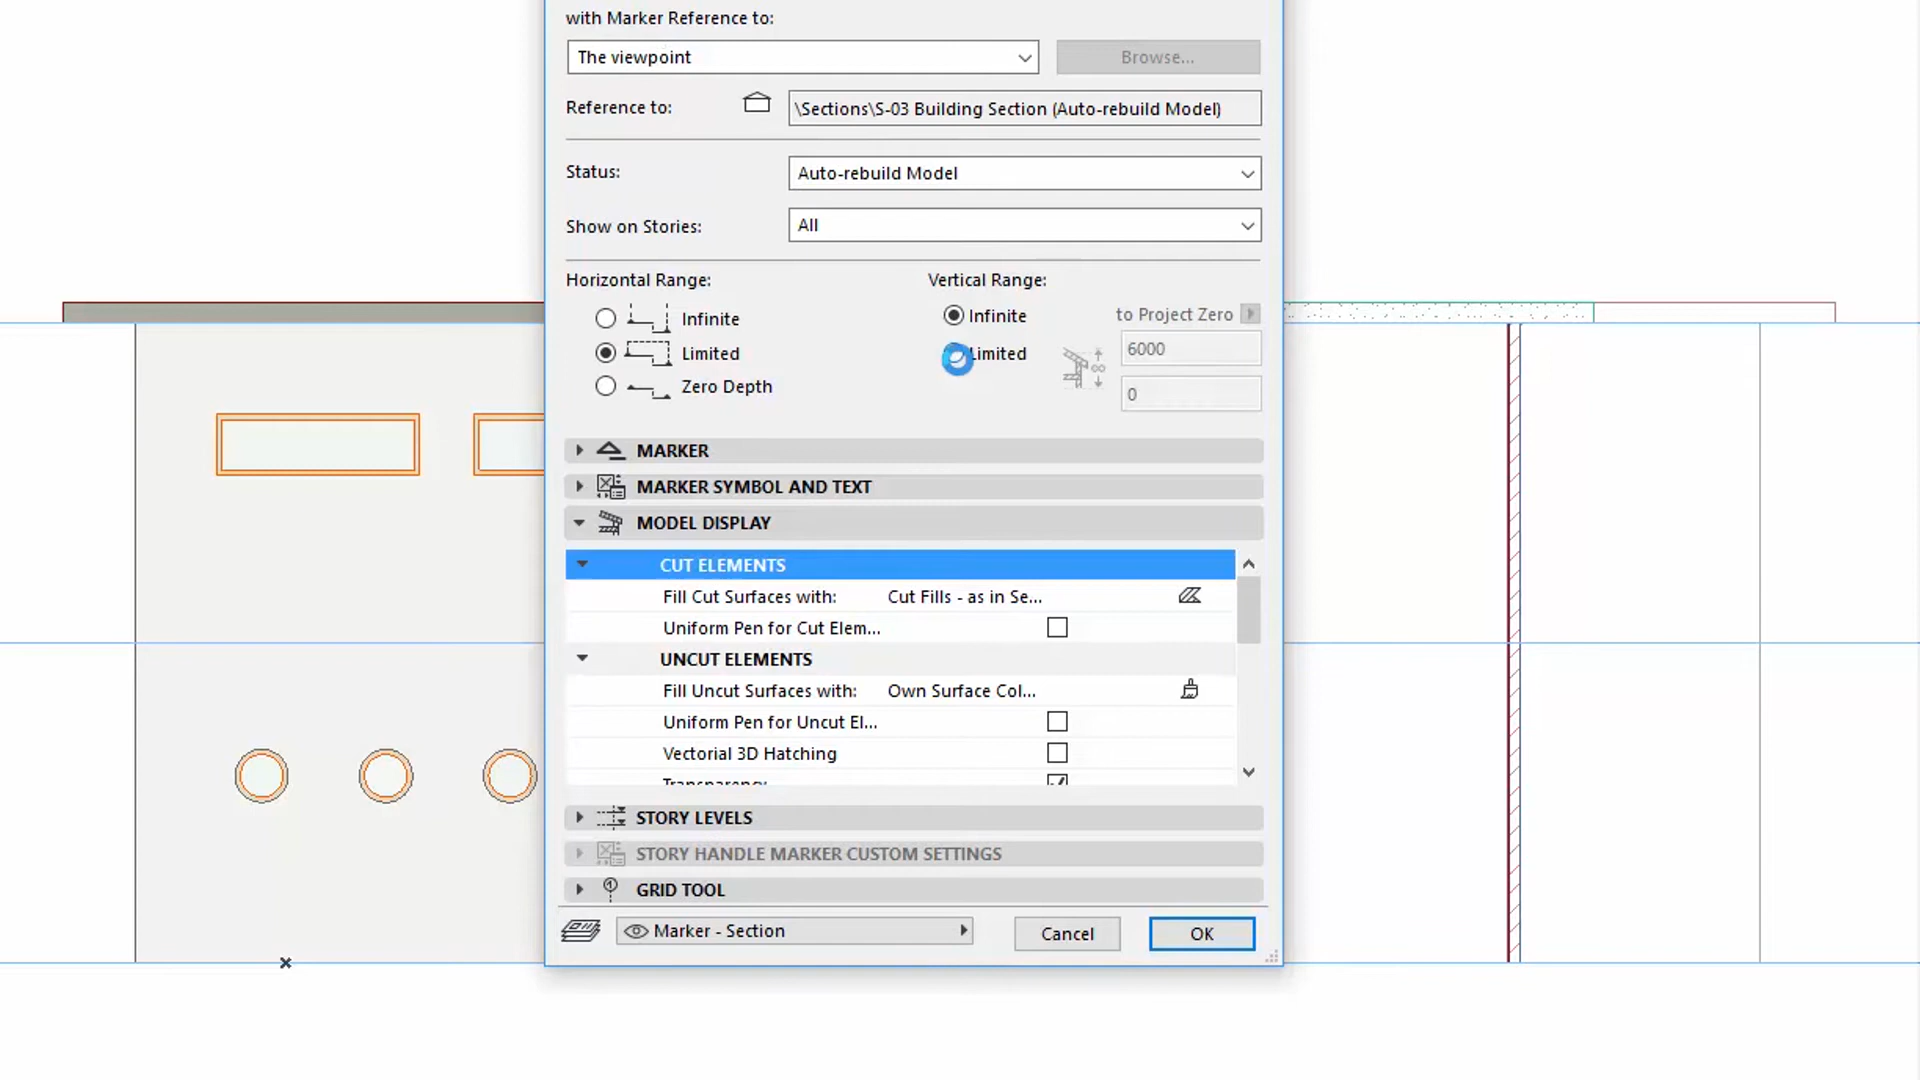 with Marker Reference to:
The viewpoint
Browse...
Reference to:
\Sections\S-03 Building Section (Auto-rebuild Model)
Status:
Auto-rebuild Model
Show on Stories:
All
Horizontal Range:
Vertical Range:
Infinite
Infinite
to Project Zero
Limited
Limited
6000
Zero Depth
0
MARKER
MARKER SYMBOL AND TEXT
MODEL DISPLAY
CUT ELEMENTS
Fill Cut Surfaces with:
Cut Fills - as in Se...
Uniform Pen for Cut Elem...
UNCUT ELEMENTS
Fill Uncut Surfaces with:
Own Surface Col...
Uniform Pen for Uncut El...
Vectorial 3D Hatching
Transparency
STORY LEVELS
STORY HANDLE MARKER CUSTOM SETTINGS
GRID TOOL
Marker - Section
Cancel
OK